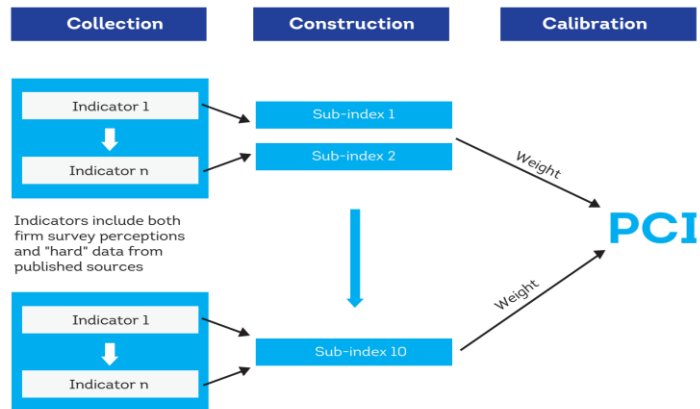 Collection
Construction
Calibration
Indicator 1
Indicator n
Sub-index 1
Sub-index 2
Weight
PCI
Indicators include both
firm survey perceptions
and "hard" data from
published sources
Weight
Indicator 1
Indicator n
Sub-index 10